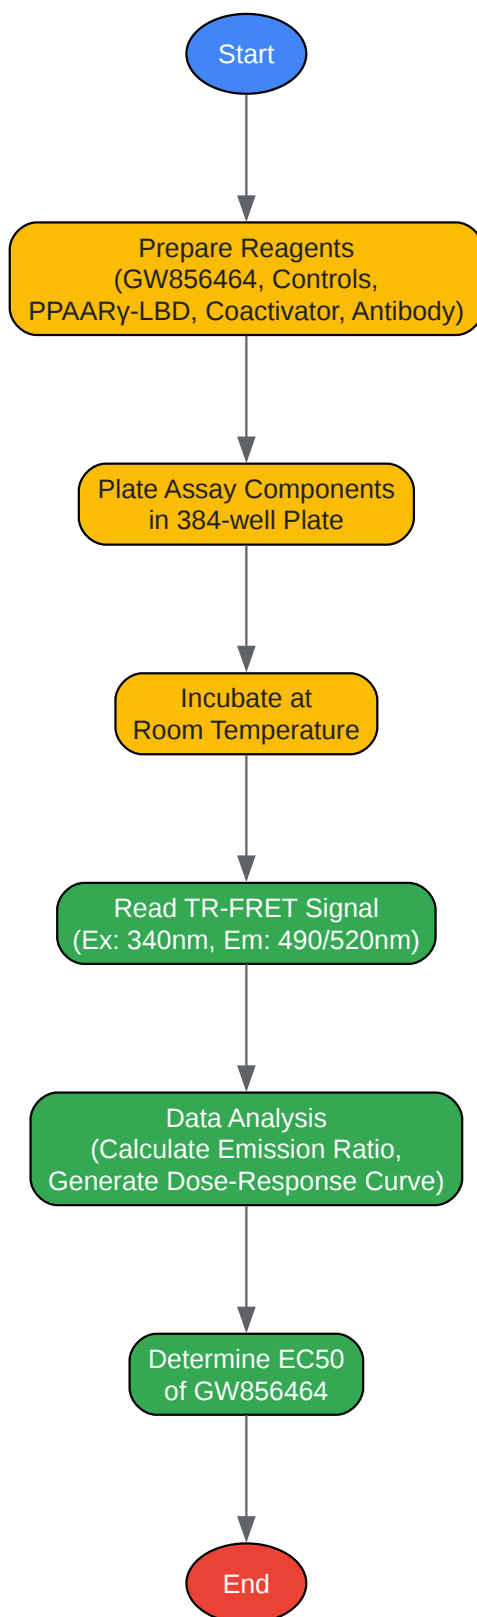 Start
Prepare Reagents
(GW856464, Controls,
PPAARγ-LBD, Coactivator, Antibody)
Plate Assay Components
in 384-well Plate
Incubate at
Room Temperature
Read TR-FRET Signal
(Ex: 340nm, Em: 490/520nm)
Data Analysis
(Calculate Emission Ratio,
Generate Dose-Response Curve)
Determine EC50
of GW856464
End